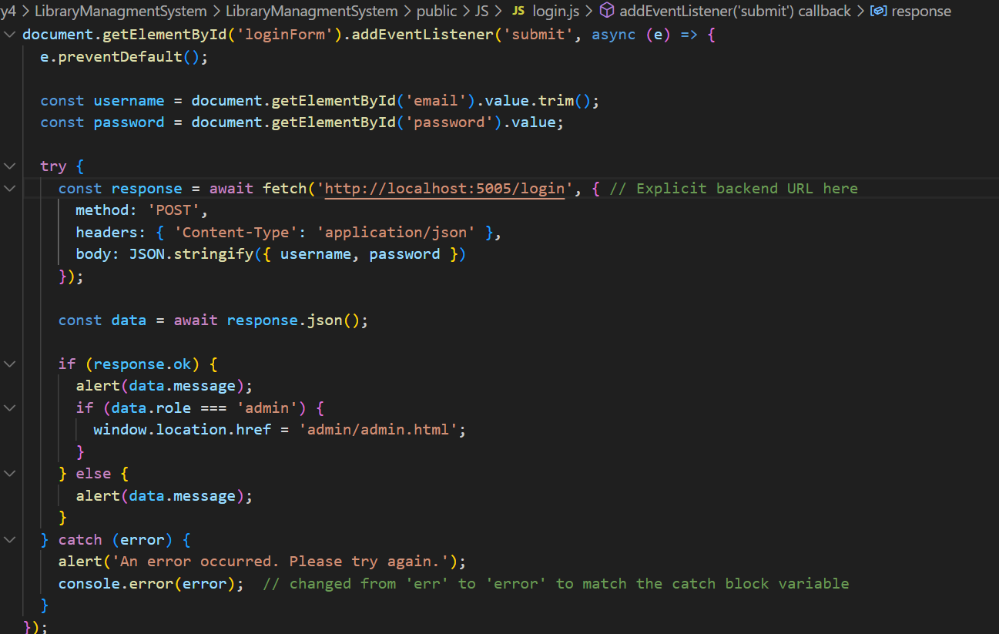 y4 > LibraryManagmentSystem > LibraryManagmentSystem > public > JS > JS login.js > addEventListener('submit') callback > response
document.getElementById('loginForm').addEventListener('submit', async (e) => {
  e.preventDefault();
  const username = document.getElementById('email').value.trim();
  const password = document.getElementById('password').value;
  try {
    const response = await fetch('http://localhost:5005/login', { // Explicit backend URL here
      method: 'POST',
      headers: { 'Content-Type': 'application/json' },
      body: JSON.stringify({ username, password })
    });
    const data = await response.json();
    if (response.ok) {
      alert(data.message);
      if (data.role === 'admin') {
        window.location.href = 'admin/admin.html';
      }
    } else {
      alert(data.message);
    }
  } catch (error) {
    alert('An error occurred. Please try again.');
    console.error(error);  // changed from 'err' to 'error' to match the catch block variable
  }
});